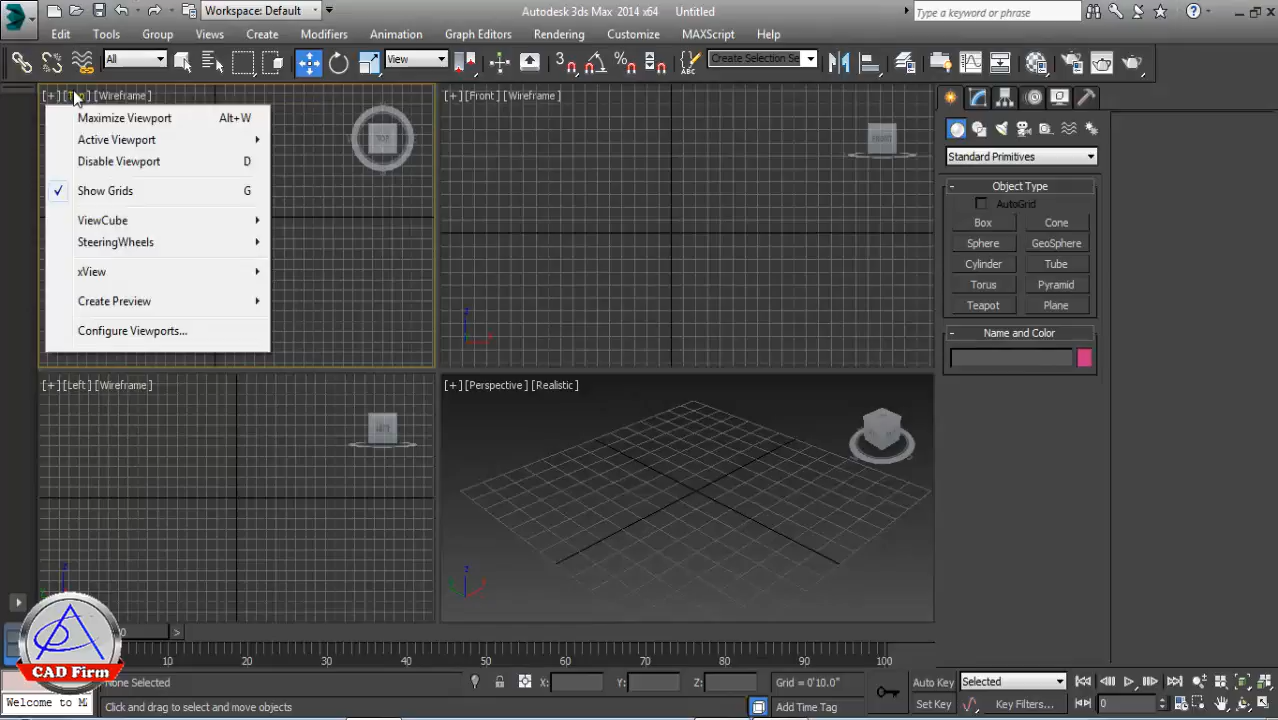 Workspace: Default
Autodesk 3ds Max 2014 x64 Untitled
Type a keyword or phrase
Edit Tools Group Views Create Modifiers Animation Graph Editors Rendering Customize MAXScript Help
All
View
Create Selection Se
[+] [Wireframe]
[+] [Front] [Wireframe]
Maximize Viewport Alt+W
Active Viewport
Disable Viewport D
Show Grids G
ViewCube
SteeringWheels
xView
Create Preview
Configure Viewports...
TOP
FRONT
Standard Primitives
- Object Type
AutoGrid
Box Cone
Sphere GeoSphere
Cylinder Tube
Torus Pyramid
Teapot Plane
- Name and Color
[+] [Left] [Wireframe]
[+] [Perspective] [Realistic]
LEFT
z
x
z
z
0 >
10 20 30 40 50 60 70 80 90 100
CAD Firm
None Selected
X: Y: Z:
Grid = 0'10.0"
Auto Key
Selected
Welcome to M
Click and drag to select and move objects
Add Time Tag
Set Key
Key Filters...
0